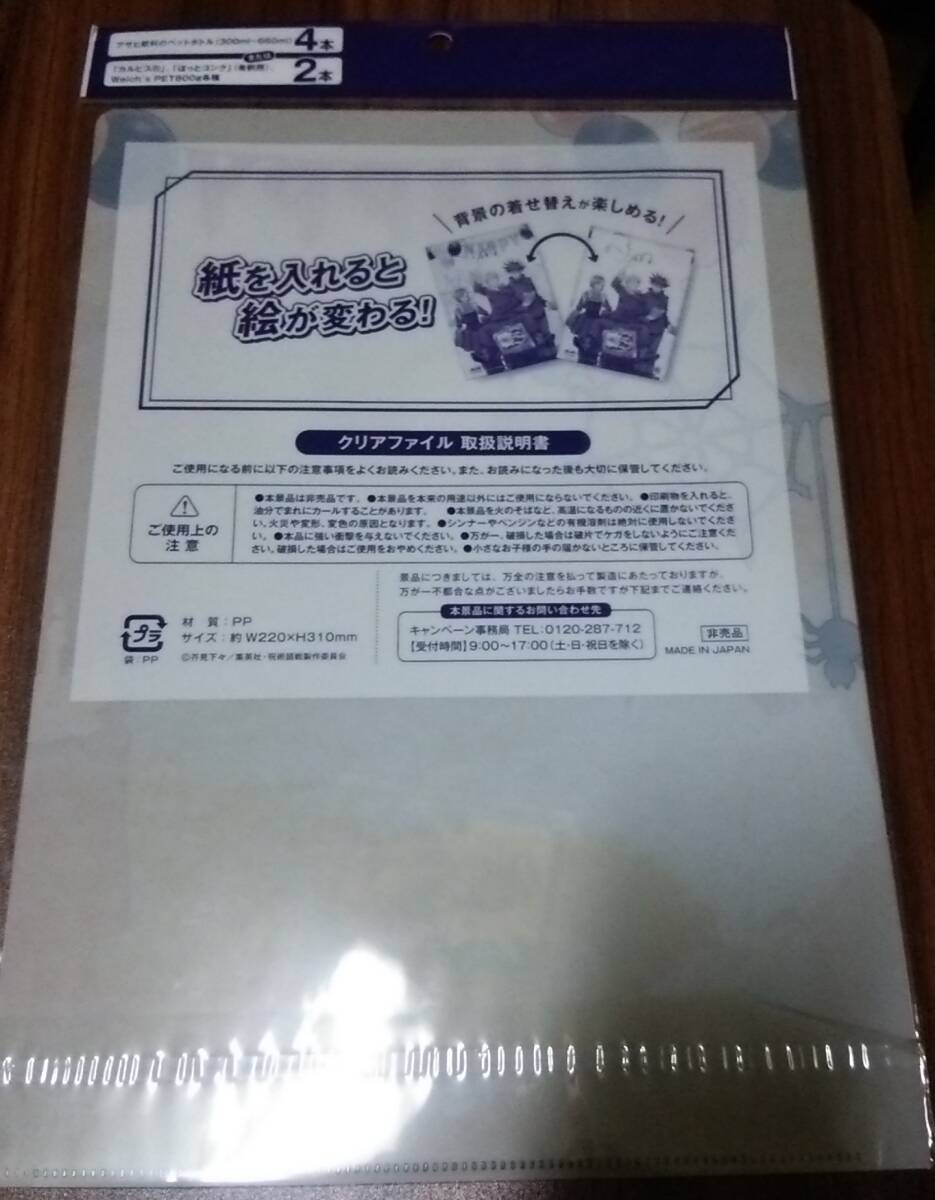 アサヒ飲料のペットボトル(300ml~660ml) 4本
または
「カルピス®」、「ほっとコンク」(希釈用)、
Welch's PET800g各種 2本
背景の着せ替えが楽しめる!
紙を入れると
絵が変わる!
クリアファイル 取扱説明書
ご使用になる前に以下の注意事項をよくお読みください。また、お読みになった後も大切に保管してください。
ご使用上の
注意
●本景品は非売品です。●本景品を本来の用途以外にはご使用にならないでください。●印刷物を入れると、
油分でまれにカールすることがあります。 ●本景品を火のそばなど、高温になるものの近くに置かないでくださ
い。火災や変形、変色の原因となります。●シンナーやベンジンなどの有機溶剤は絶対に使用しないでくださ
い。●本品に強い衝撃を与えないでください。●万が一、破損した場合は破片でケガをしないようにご注意くだ
さい。破損した場合はご使用をおやめください。●小さなお子様の手の届かないところに保管してください。
景品につきましては、万全の注意を払って製造にあたっておりますが、
万が一不都合な点がございましたらお手数ですが下記までご連絡ください。
プラ
袋:PP
材 質:PP
サイズ:約 W220×H310mm
©芥見下々/集英社・呪術廻戦製作委員会
本景品に関するお問い合わせ先
キャンペーン事務局 TEL:0120-287-712
【受付時間】9:00~17:00(土・日・祝日を除く)
非売品
MADE IN JAPAN